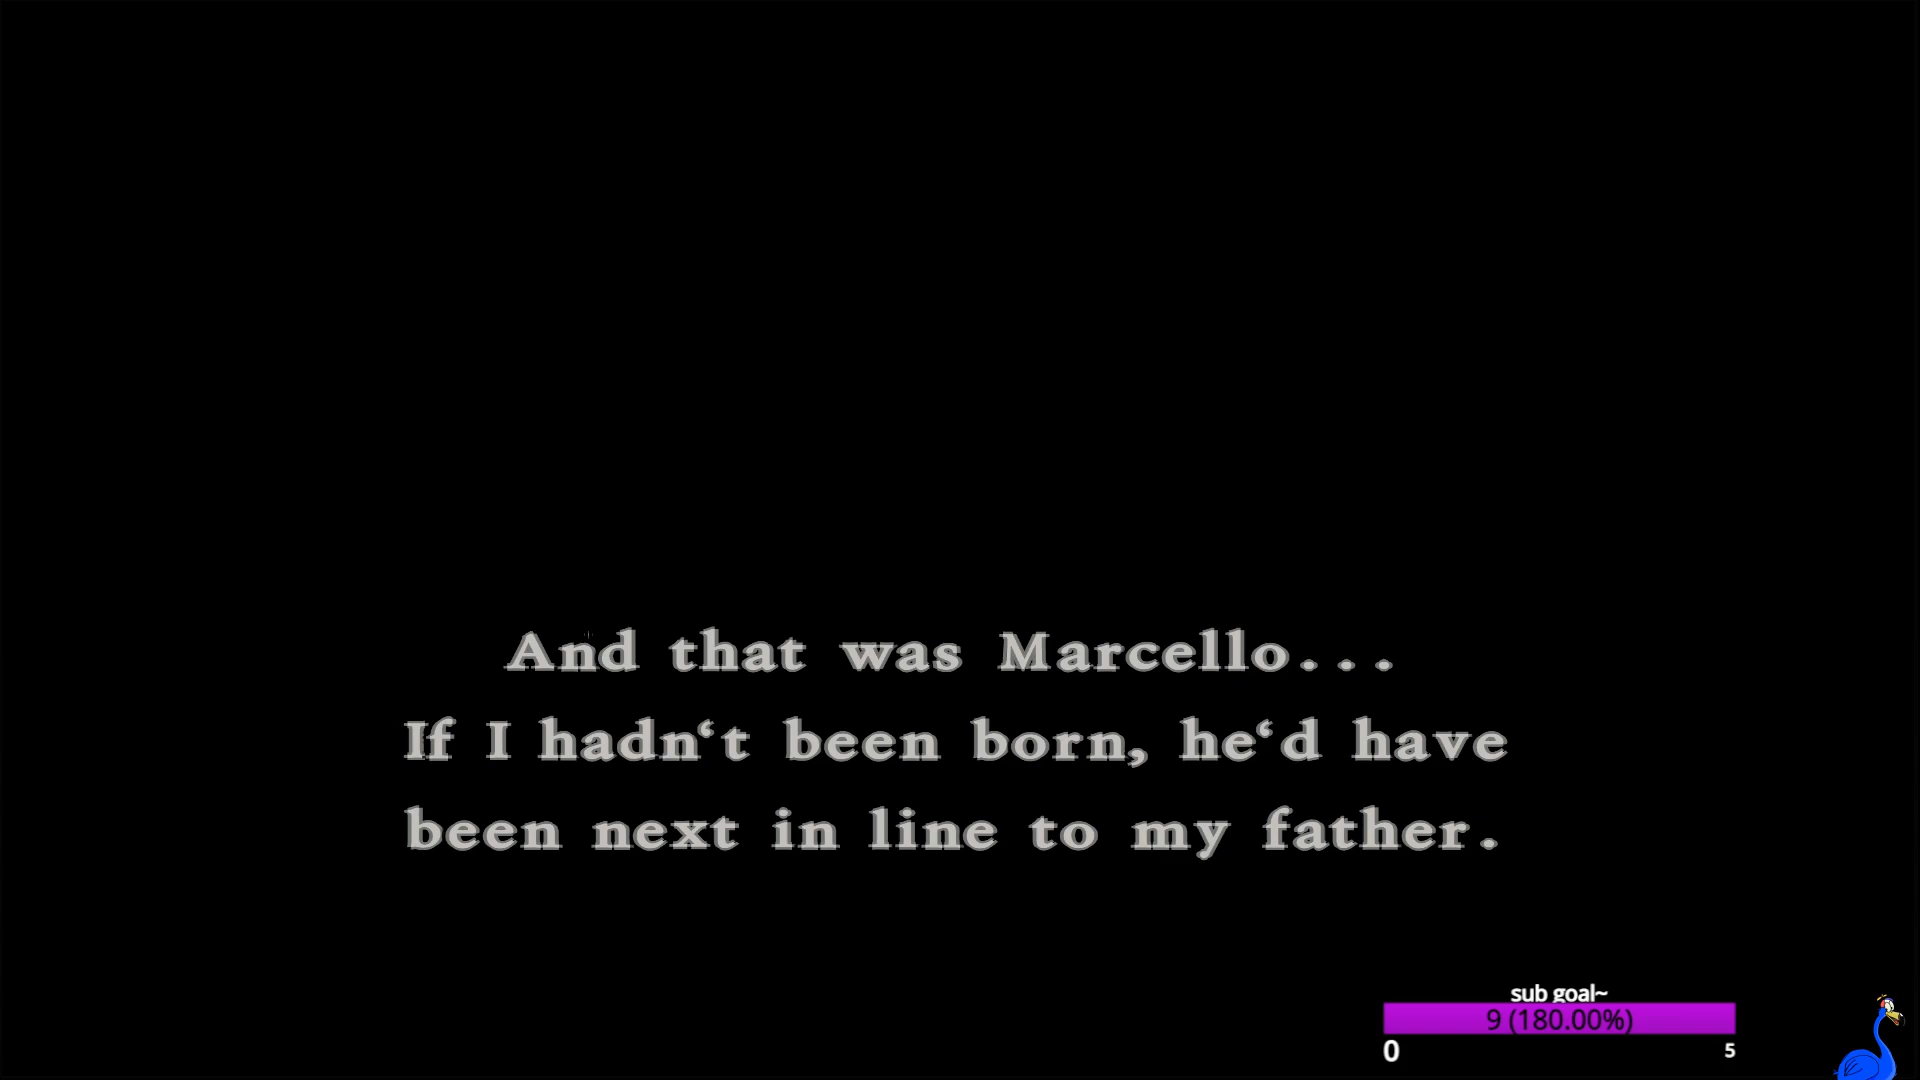 And that was Marcello...
If I hadn‘t been born, he‘d have
been next in line to my father.
sub goal~
9 (180.00%)
0 5